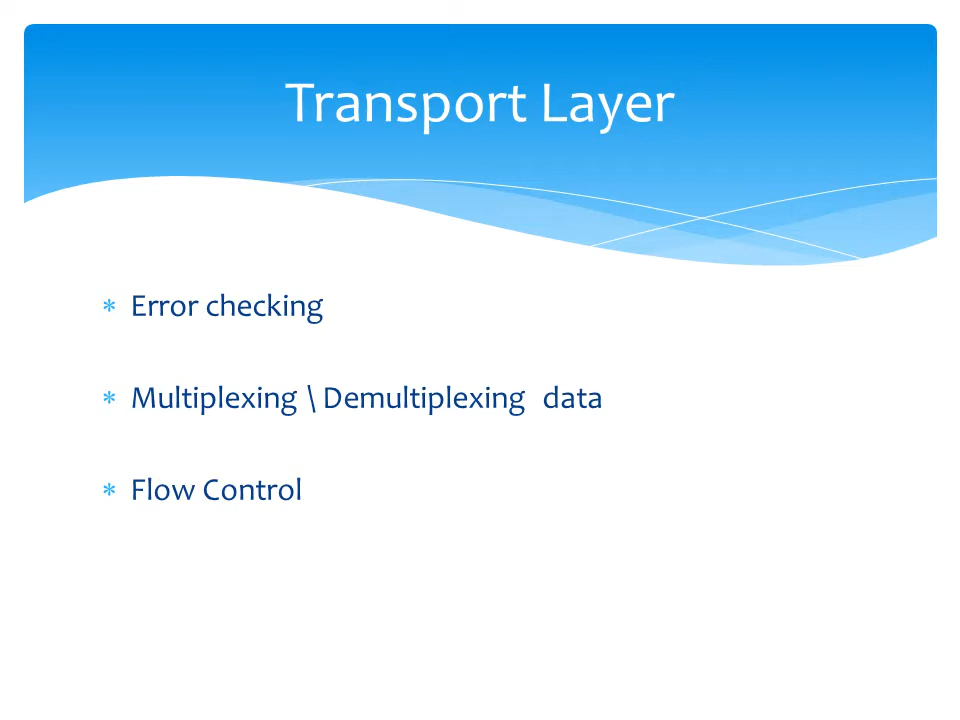 Transport Layer
* Error checking
* Multiplexing \ Demultiplexing  data
* Flow Control